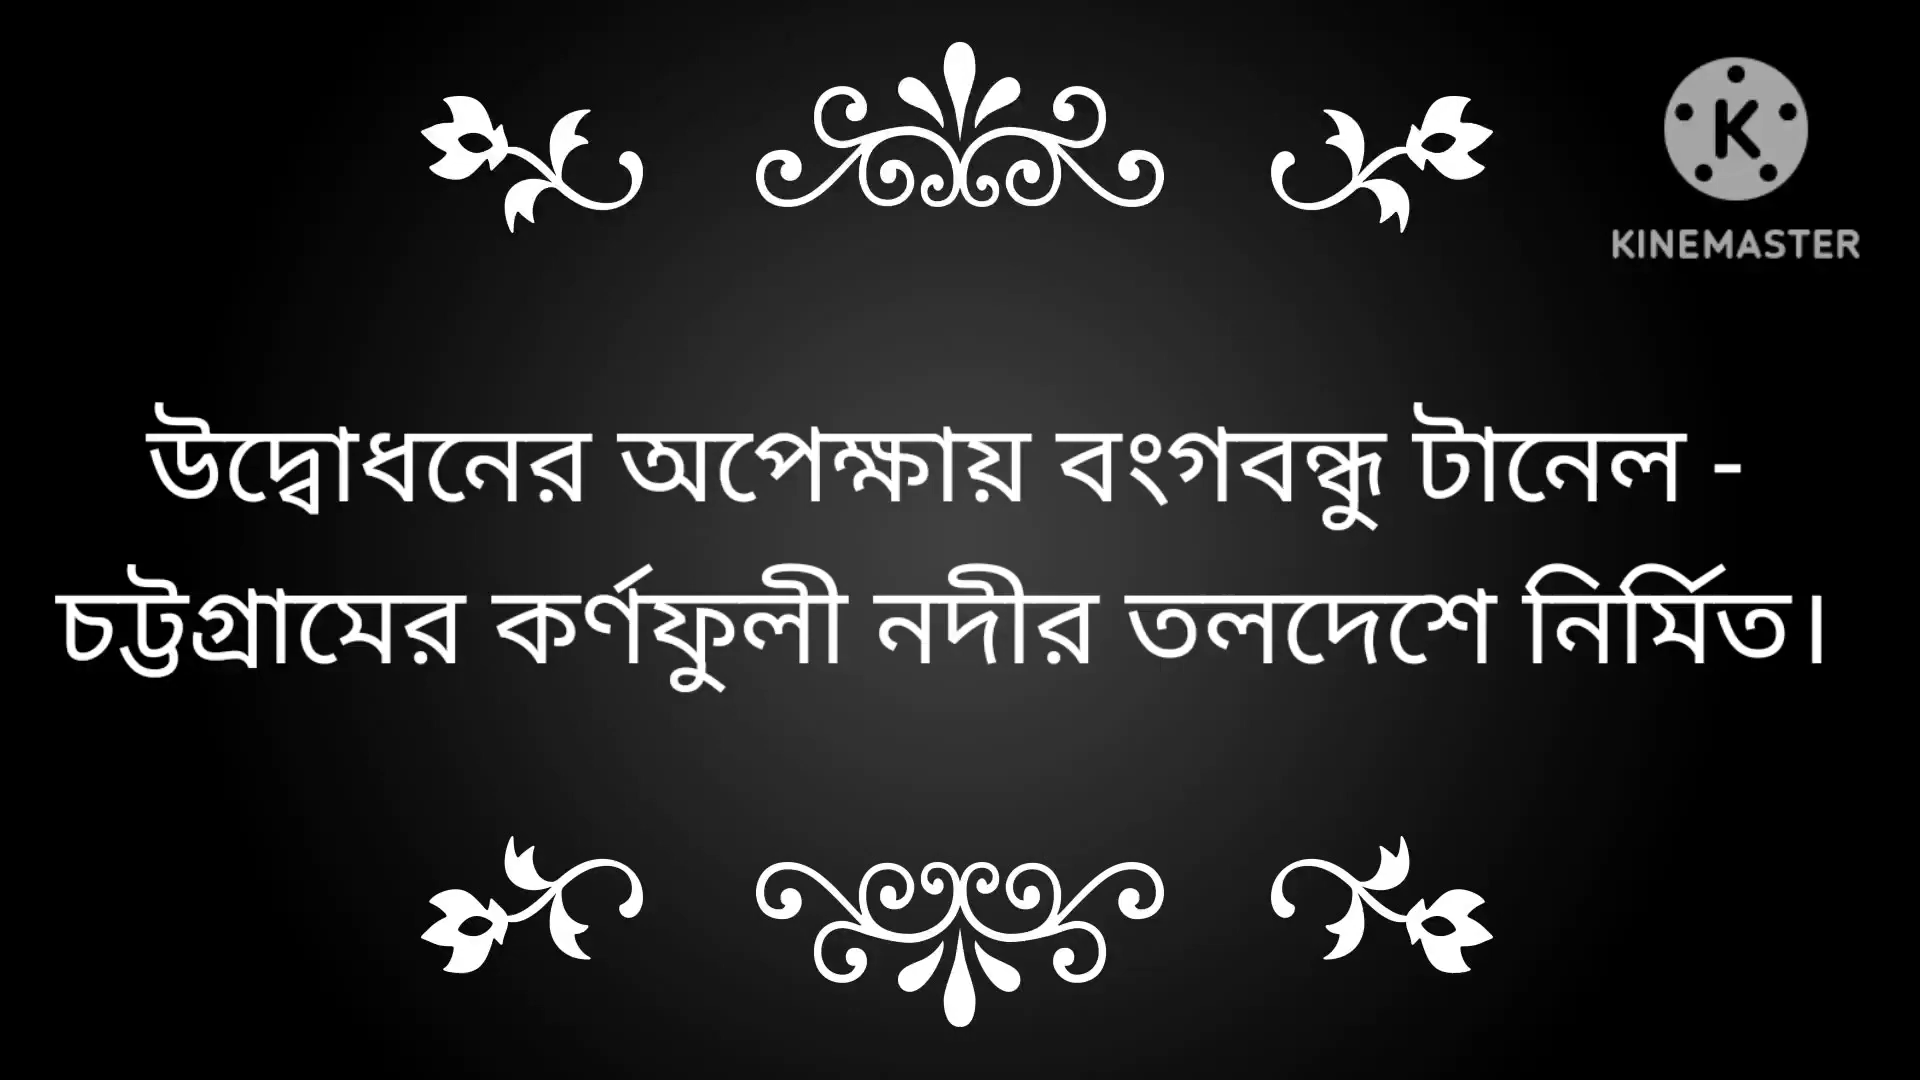 KINEMASTER
উদ্বোধনের অপেক্ষায় বংগবন্ধু টানেল -
চট্টগ্রামের কর্ণফুলী নদীর তলদেশে নির্মিত।